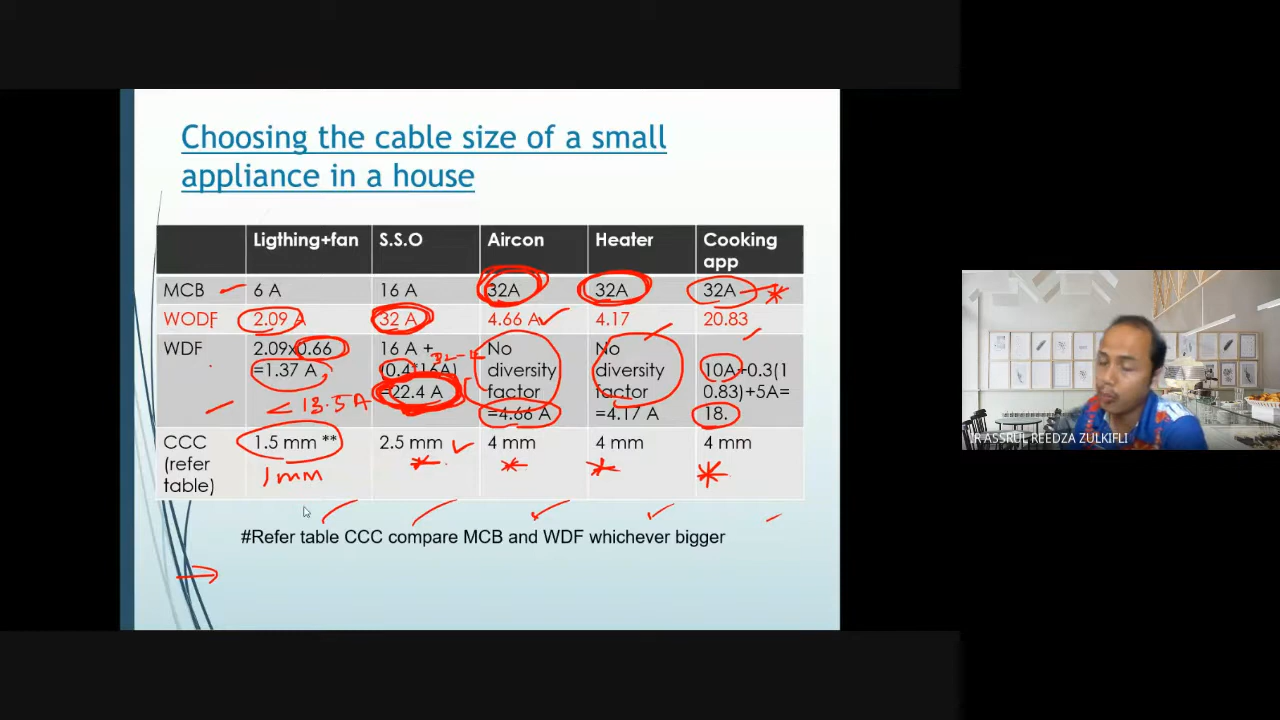 Choosing the cable size of a small
appliance in a house
Ligthing+fan S.S.O Aircon Heater Cooking
app
MCB 6 A 16 A 32A 32A 32A
WODF 2.09 A 32 A 4.66 A 4.17 20.83
WDF 2.09x0.66
=1.37 A
16 A +
(0.4*16A)
=22.4 A
No
diversity
factor
=4.66 A
No
diversity
factor
=4.17 A
10A+0.3(1
0.83)+5A=
18.
< 13.5A
CCC
(refer
table)
1.5 mm ** 2.5 mm 4 mm 4 mm 4 mm
1mm
#Refer table CCC compare MCB and WDF whichever bigger
R ASSRUL REEDZA ZULKIFLI